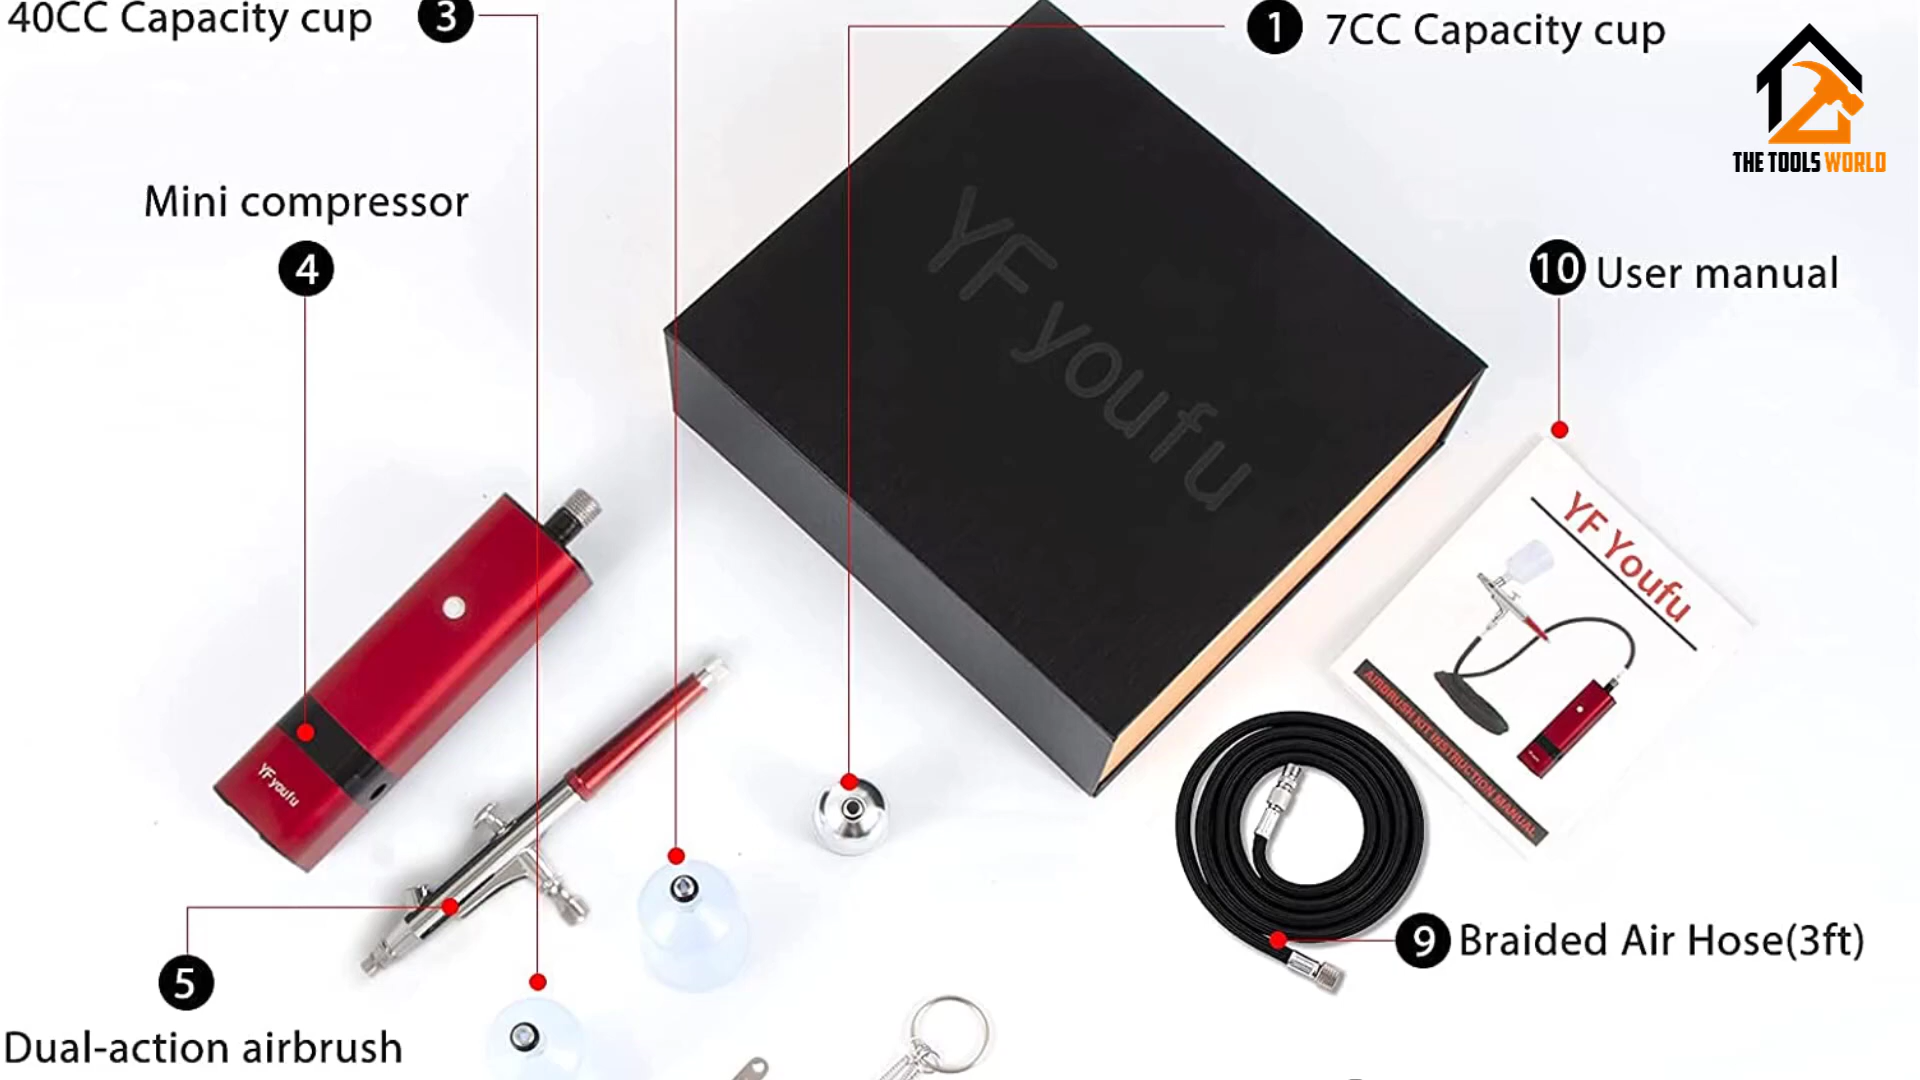 40CC Capacity cup
3
1
7CC Capacity cup
THE TOOLS WORLD
Mini compressor
4
10
User manual
YF youfu
YF Youfu
AIRBRUSH KIT INSTRUCTION MANUAL
YF youfu
5
Dual-action airbrush
9
Braided Air Hose(3ft)